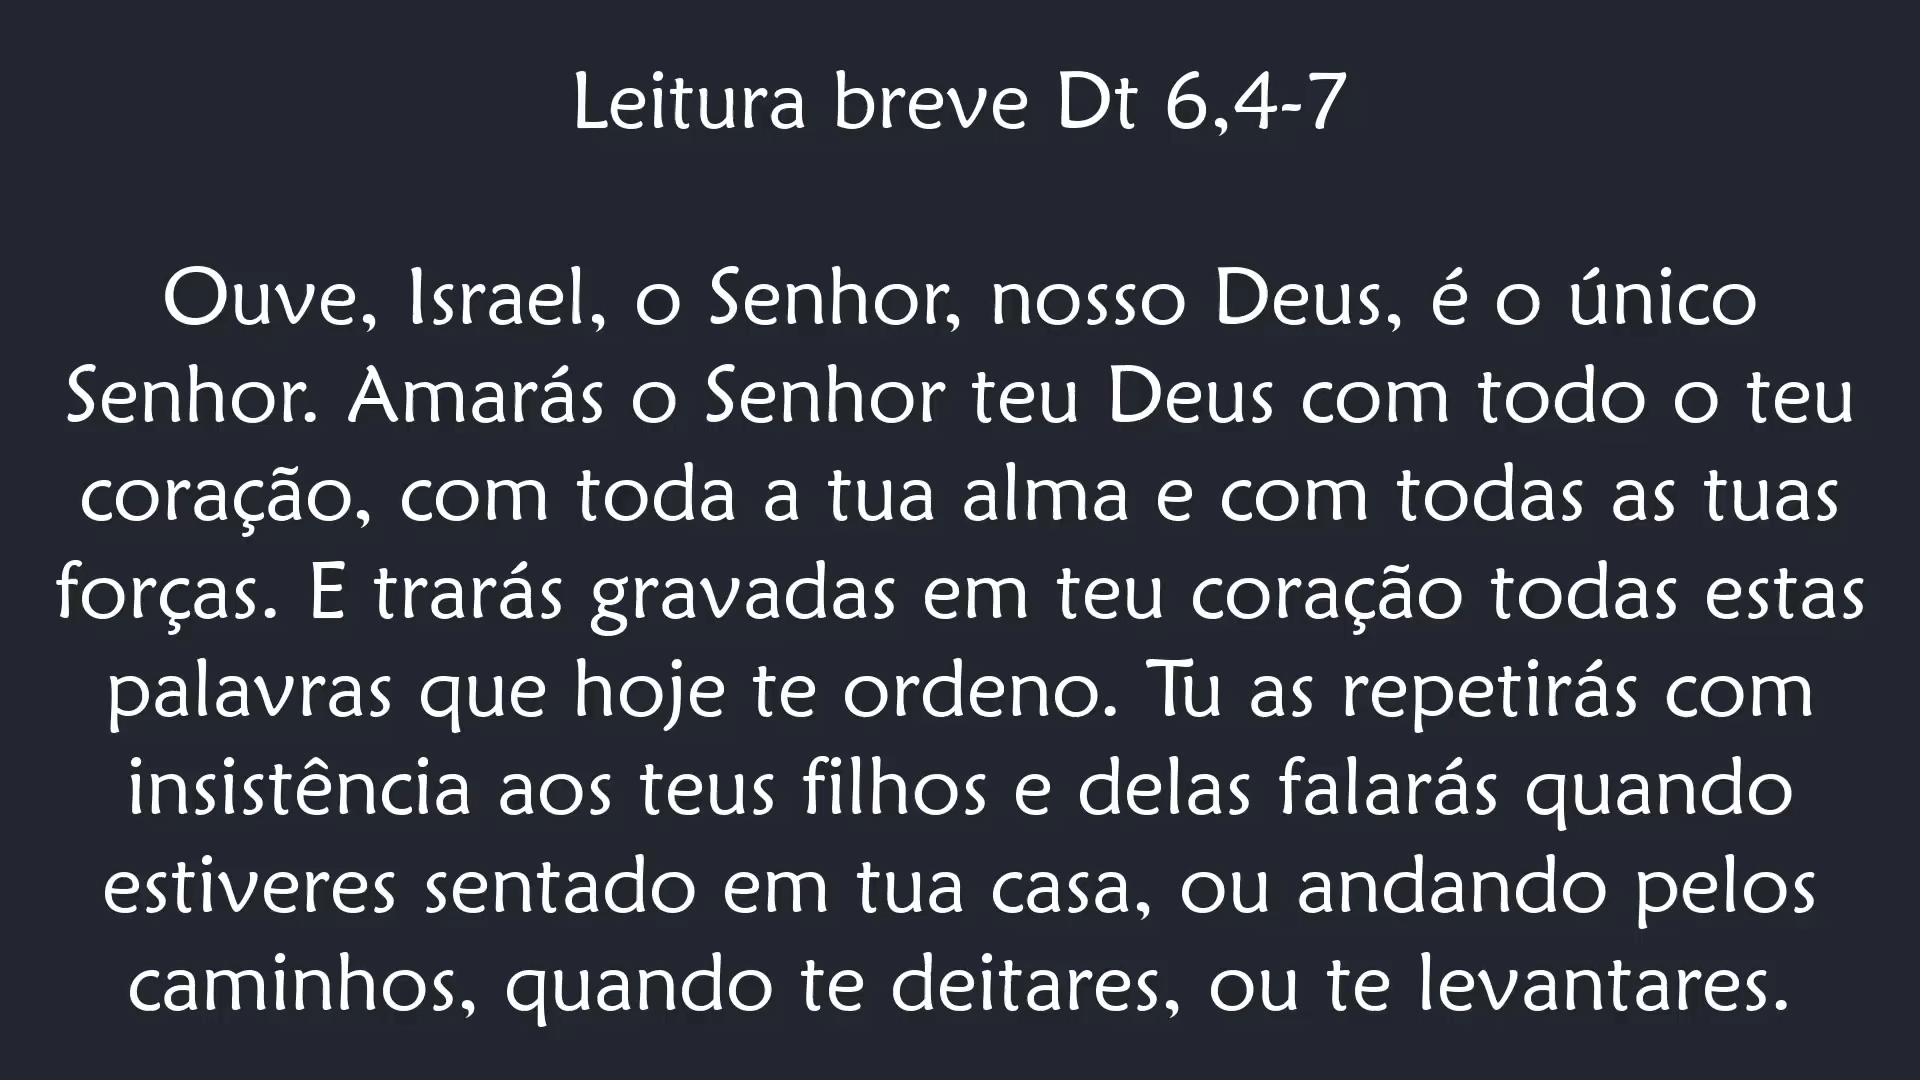 Leitura breve Dt 6,4-7
Ouve, Israel, o Senhor, nosso Deus, é o único
Senhor. Amarás o Senhor teu Deus com todo o teu
coração, com toda a tua alma e com todas as tuas
forças. E trarás gravadas em teu coração todas estas
palavras que hoje te ordeno. Tu as repetirás com
insistência aos teus filhos e delas falarás quando
estiveres sentado em tua casa, ou andando pelos
caminhos, quando te deitares, ou te levantares.